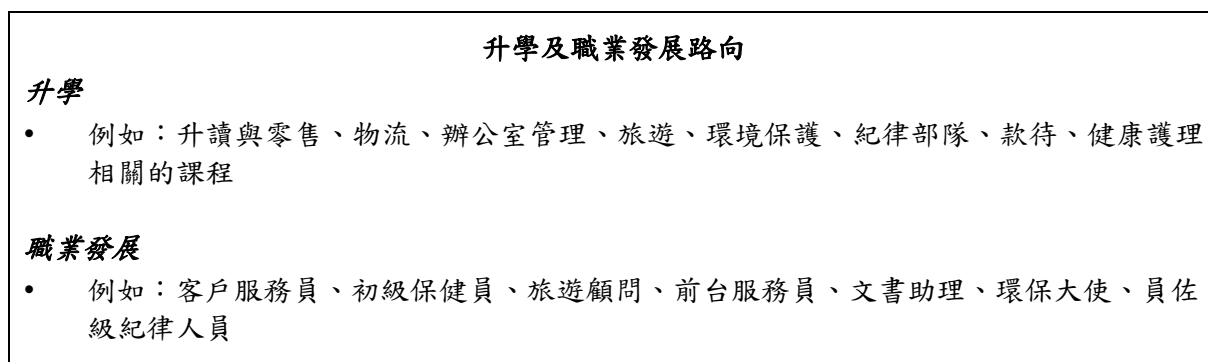 升學及職業發展路向
升學
• 例如：升讀與零售、物流、辦公室管理、旅遊、環境保護、紀律部隊、款待、健康護理
相關的課程
職業發展
• 例如：客戶服務員、初級保健員、旅遊顧問、前台服務員、文書助理、環保大使、員佐
級紀律人員